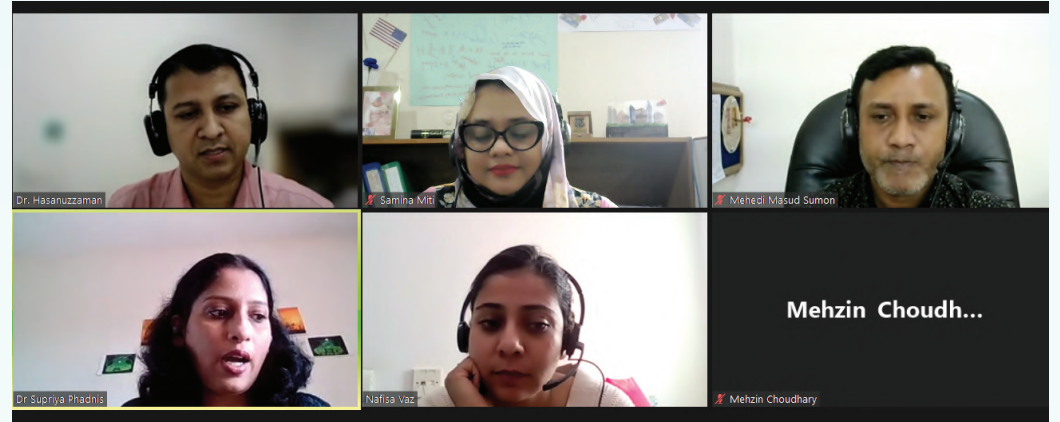 Dr. Hasanuzzaman
Samina Miti
Mehedi Masud Sumon
Dr Supriya Phadnis
Nafisa Vaz
Mehzin Choudh...
Mehzin Choudhary